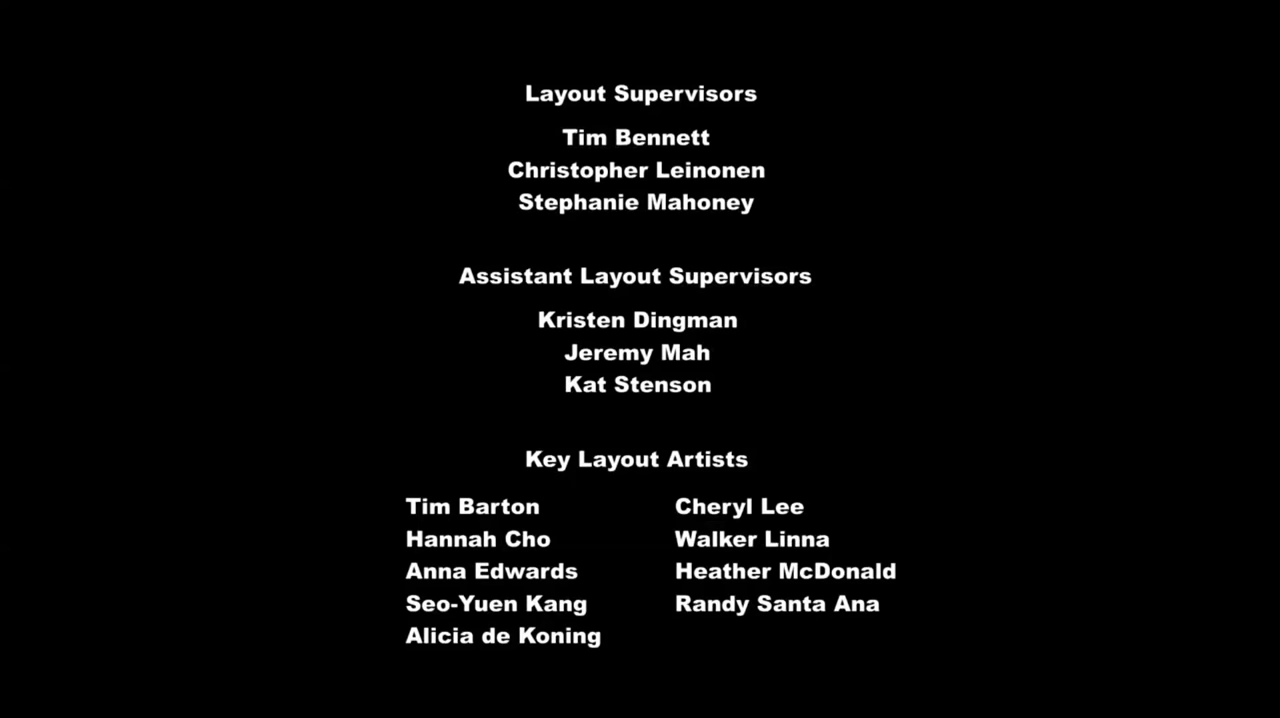 Layout Supervisors
Tim Bennett
Christopher Leinonen
Stephanie Mahoney
Assistant Layout Supervisors
Kristen Dingman
Jeremy Mah
Kat Stenson
Key Layout Artists
Tim Barton
Hannah Cho
Anna Edwards
Seo-Yuen Kang
Alicia de Koning
Cheryl Lee
Walker Linna
Heather McDonald
Randy Santa Ana